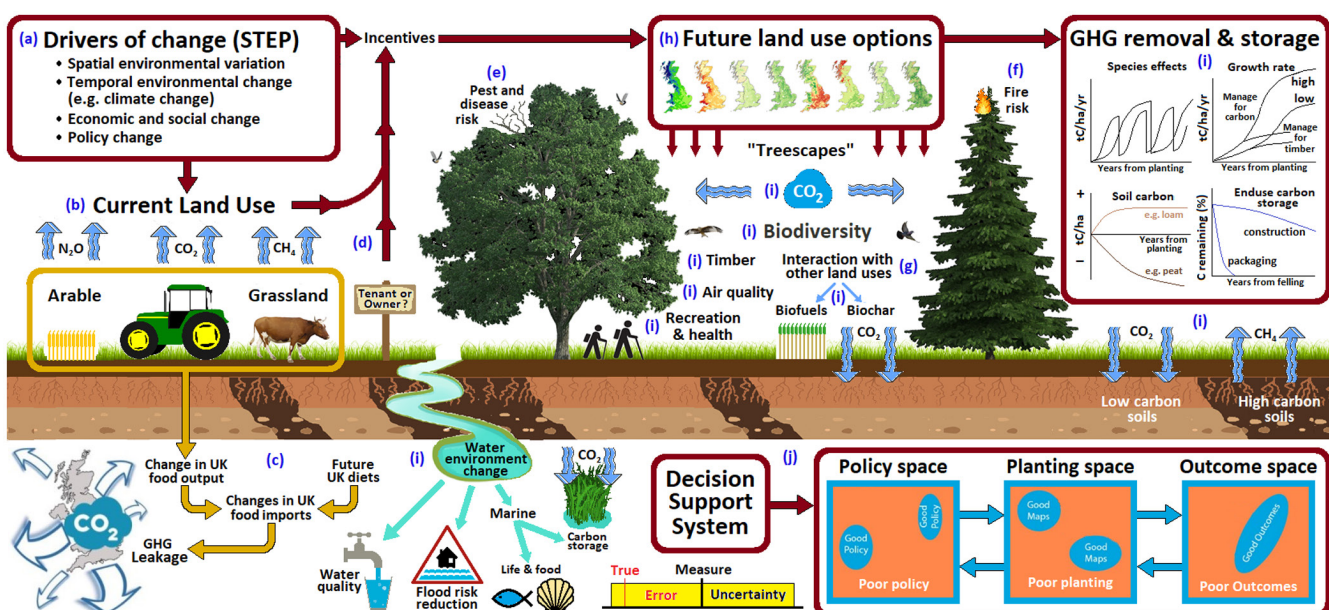 (a) Drivers of change (STEP)
• Spatial environmental variation
• Temporal environmental change
(e.g. climate change)
• Economic and social change
• Policy change
Incentives
(h) Future land use options
GHG removal & storage
Species effects
tC/ha/yr
Years from planting
(i)
Growth rate
high
low
Manage
for
carbon
Manage
for
timber
tC/ha/yr
Years from planting
Soil carbon
+
tC/ha
–
e.g. loam
Years from
planting
e.g. peat
Enduse carbon
storage
C remaining (%)
construction
packaging
Years from felling
(b) Current Land Use
N₂O
CO₂
CH₄
(d)
Arable
Grassland
Tenant or
Owner ?
(e)
Pest and
disease
risk
(f)
Fire
risk
"Treescapes"
(i) CO₂
(i) Biodiversity
(i) Timber
Interaction with
other land uses
(g)
(i) Air quality
(i)
Biofuels
Biochar
(i) Recreation
& health
CO₂
CO₂
(i)
CH₄
Low carbon
soils
High carbon
soils
CO₂
Change in UK
food output
(c)
Future
UK diets
Changes in UK
food imports
GHG
Leakage
(i)
Water
environment
change
CO₂
Marine
Carbon
storage
Water
quality
Flood risk
reduction
Life & food
Decision
Support
System
True
Measure
Error
Uncertainty
(j)
Policy space
Good
Policy
Good
Policy
Poor policy
Planting space
Good
Maps
Good
Maps
Poor planting
Outcome space
Good Outcomes
Poor Outcomes